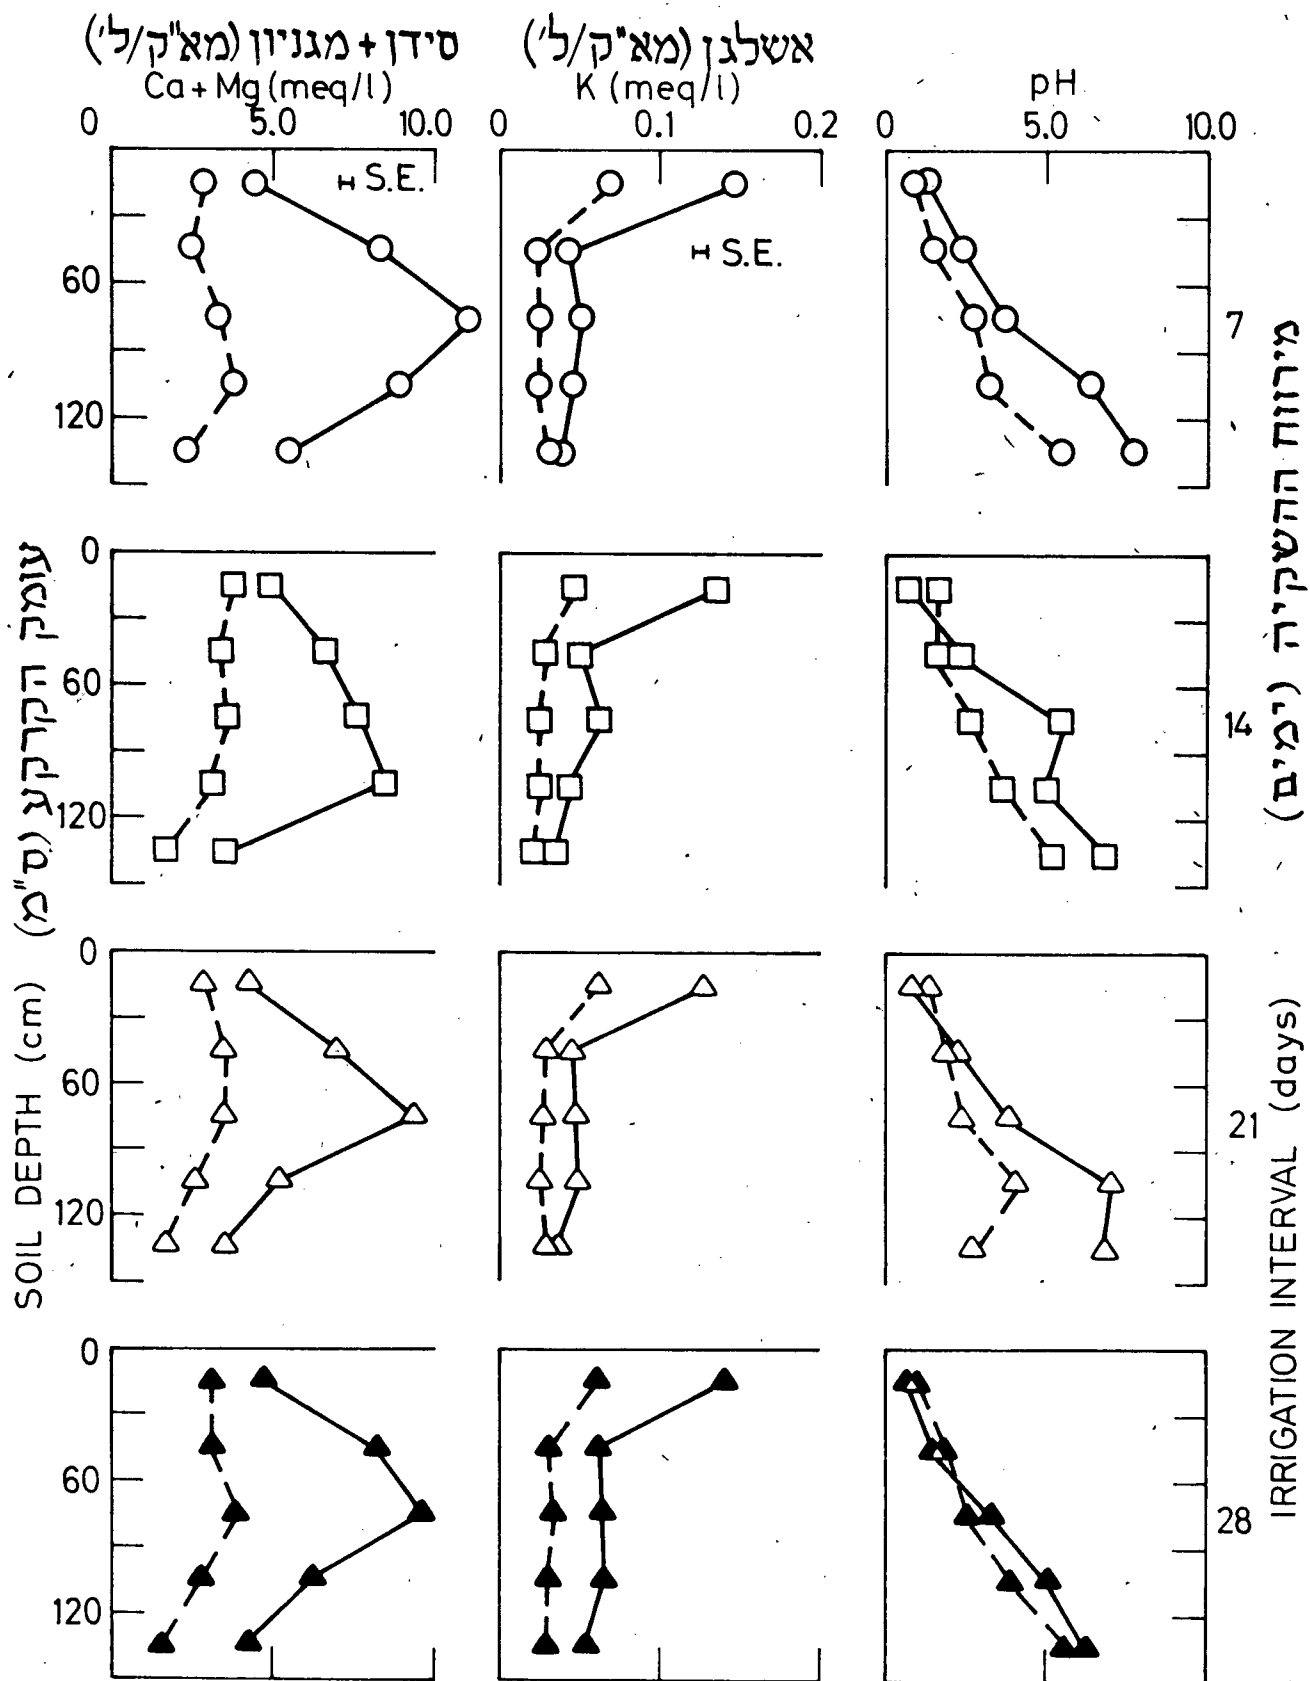 סידן + מגניון (מא"ק/ל')
Ca + Mg (meq/l)
0 5.0 10.0
אשלגן (מא"ק/ל')
K (meq/l)
0 0.1 0.2
pH
0 5.0 10.0
H S.E.
H S.E.
60
120
7
0
60
120
14
0
60
120
21
0
60
120
28
עומק הקרקע (ס"מ)
SOIL DEPTH (cm)
מירווח ההשקיה (ימים)
IRRIGATION INTERVAL (days)